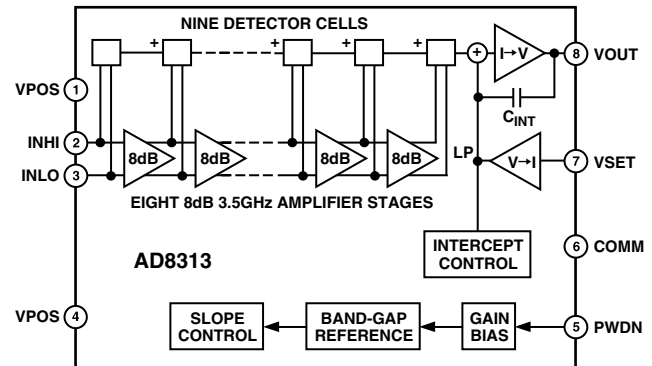 NINE DETECTOR CELLS
+ + + + +
I→V
8 VOUT
VPOS 1
CINT
INHI 2
8dB 8dB 8dB 8dB
LP
V→I
7 VSET
INLO 3
EIGHT 8dB 3.5GHz AMPLIFIER STAGES
INTERCEPT
CONTROL
6 COMM
AD8313
VPOS 4
SLOPE
CONTROL
BAND-GAP
REFERENCE
GAIN
BIAS
5 PWDN